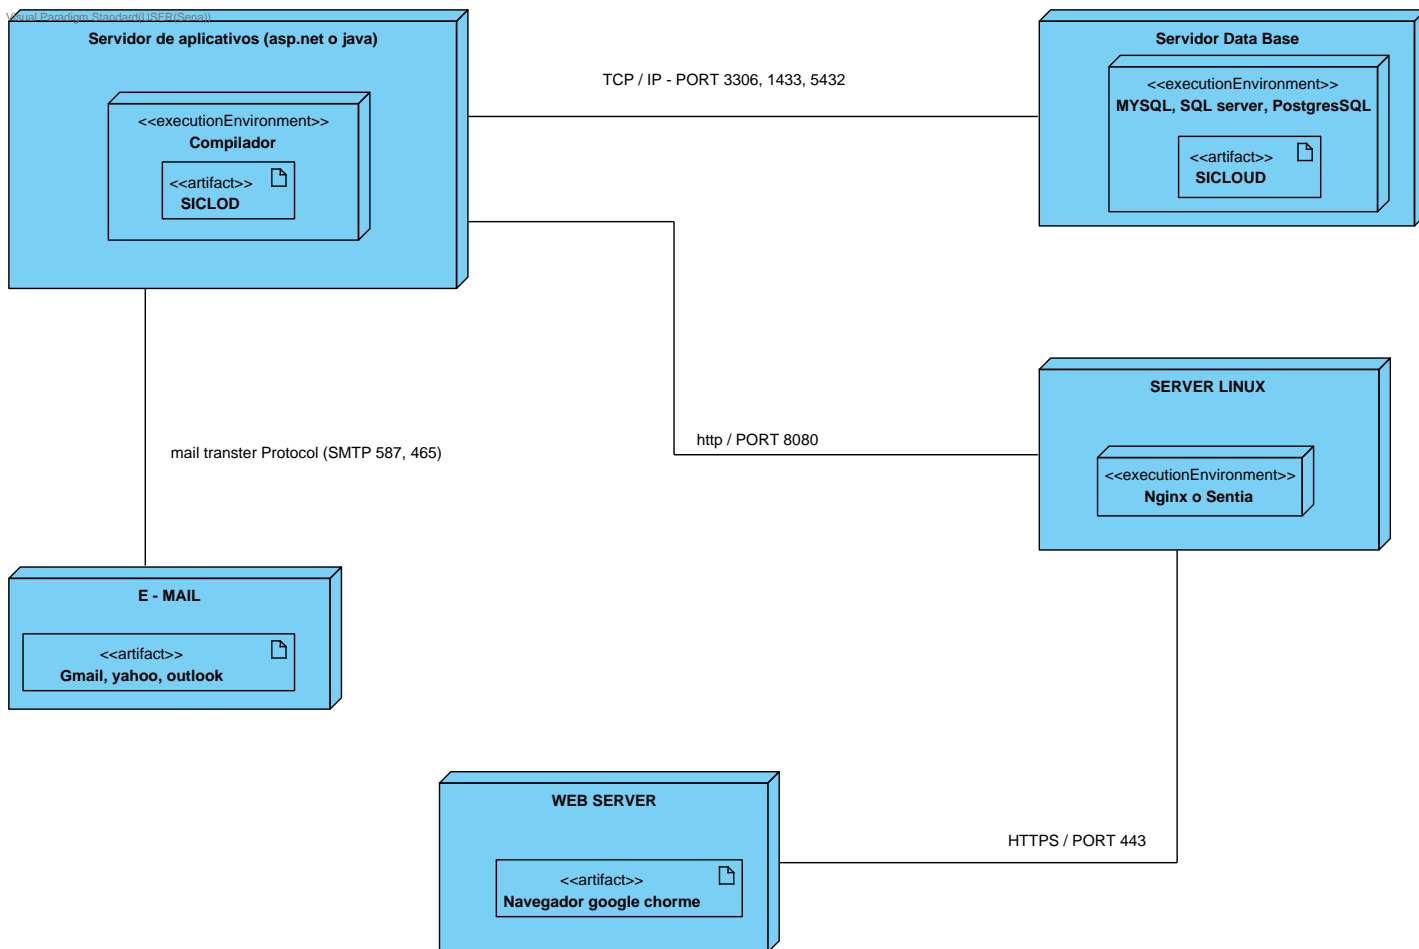 Visual Paradigm Standard(USER(Sena))
Servidor de aplicativos (asp.net o java)
<<executionEnvironment>>
Compilador
<<artifact>>
SICLOD
TCP / IP - PORT 3306, 1433, 5432
Servidor Data Base
<<executionEnvironment>>
MYSQL, SQL server, PostgresSQL
<<artifact>>
SICLOUD
mail transter Protocol (SMTP 587, 465)
http / PORT 8080
SERVER LINUX
<<executionEnvironment>>
Nginx o Sentia
E - MAIL
<<artifact>>
Gmail, yahoo, outlook
WEB SERVER
<<artifact>>
Navegador google chorme
HTTPS / PORT 443